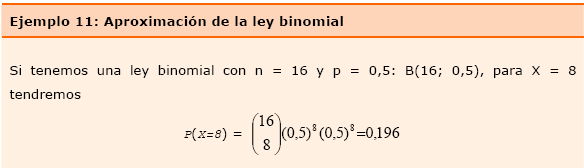 Ejemplo 11: Aproximación de la ley binomial
Si tenemos una ley binomial con n = 16 y p = 0,5: B(16; 0,5), para X = 8
tendremos
P(X=8) = (16 8)(0,5)⁸(0,5)⁸=0,196